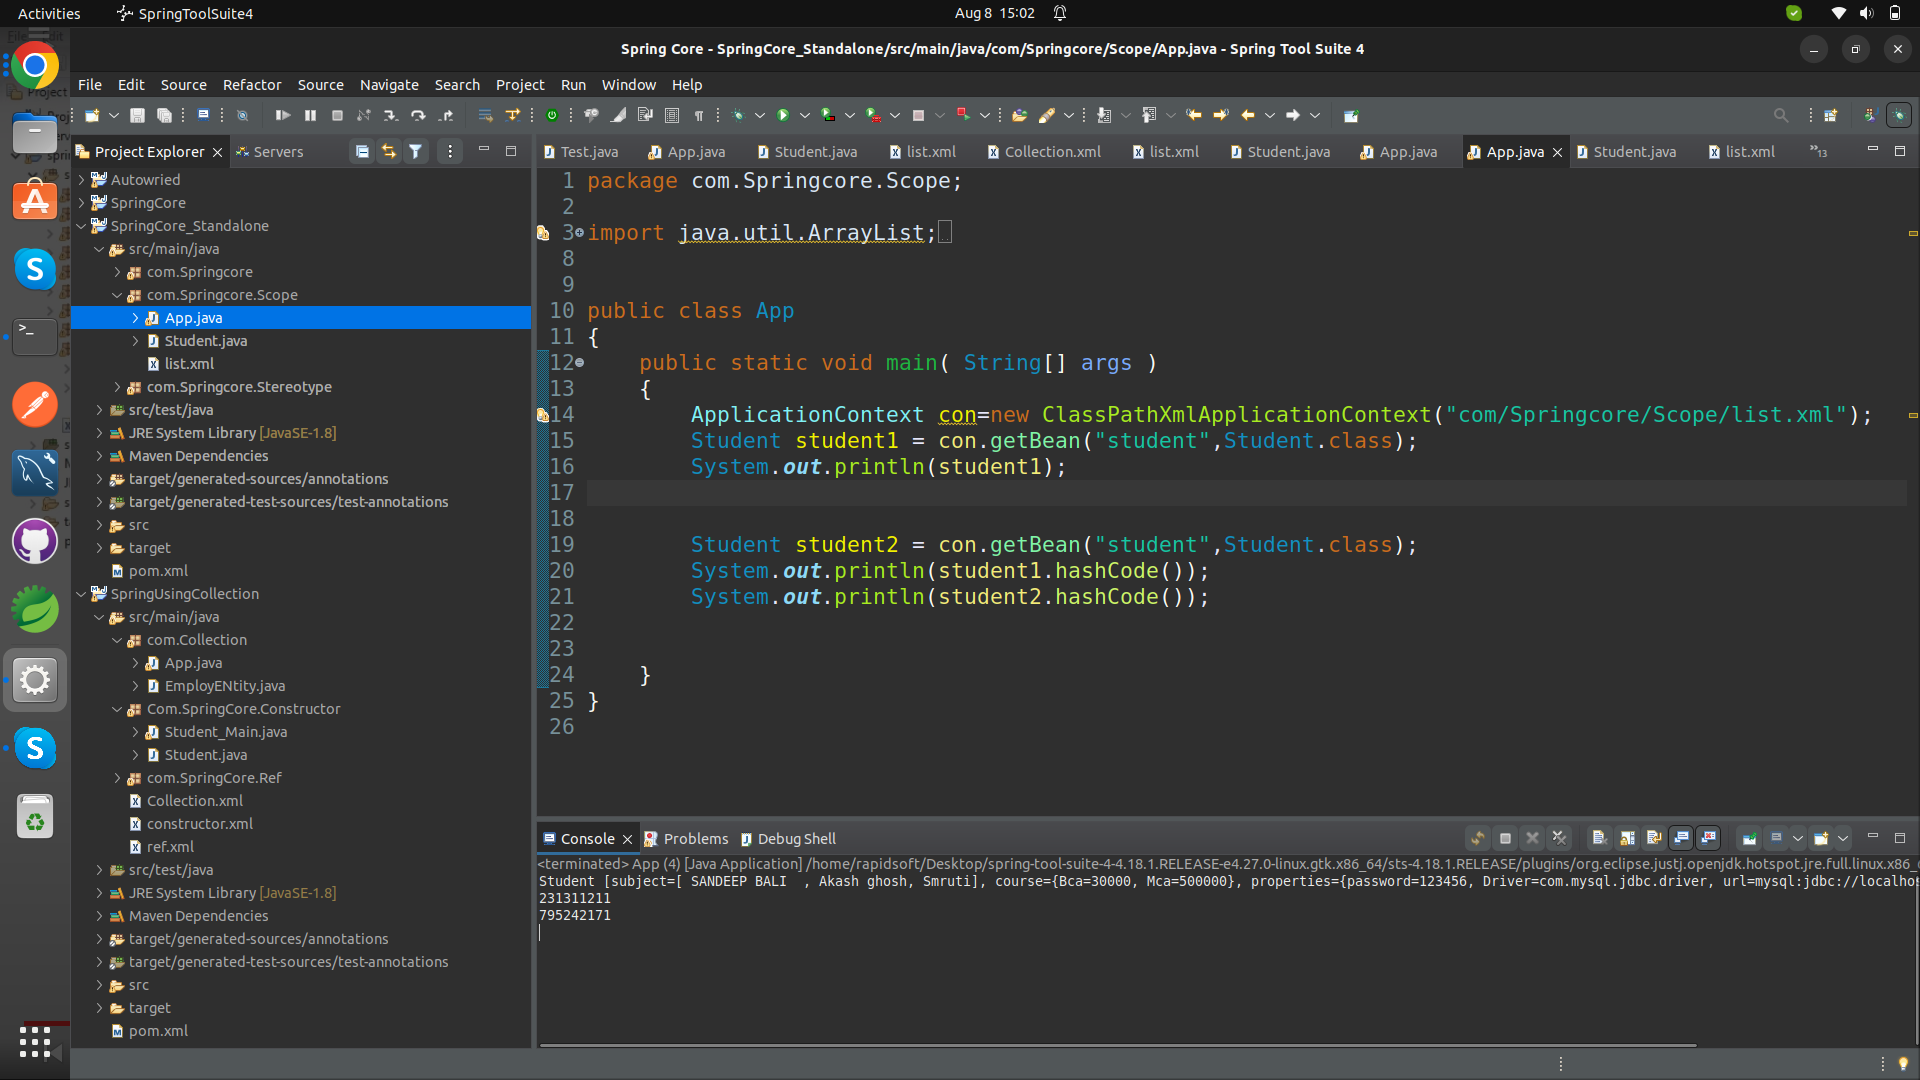 Activities SpringToolSuite4 Aug 8 15:02
Spring Core - SpringCore_Standalone/src/main/java/com/Springcore/Scope/App.java - Spring Tool Suite 4
File Edit Source Refactor Source Navigate Search Project Run Window Help
Project Explorer Servers
Autowried
SpringCore
SpringCore_Standalone
src/main/java
com.Springcore
com.Springcore.Scope
App.java
Student.java
list.xml
com.Springcore.Stereotype
src/test/java
JRE System Library [JavaSE-1.8]
Maven Dependencies
target/generated-sources/annotations
target/generated-test-sources/test-annotations
src
target
pom.xml
SpringUsingCollection
src/main/java
com.Collection
App.java
EmployENtity.java
Com.SpringCore.Constructor
Student_Main.java
Student.java
com.SpringCore.Ref
Collection.xml
constructor.xml
ref.xml
src/test/java
JRE System Library [JavaSE-1.8]
Maven Dependencies
target/generated-sources/annotations
target/generated-test-sources/test-annotations
src
target
pom.xml
Test.java App.java Student.java list.xml Collection.xml list.xml Student.java App.java App.java Student.java list.xml »13
1 package com.Springcore.Scope;
2
3 import java.util.ArrayList;
8
9
10 public class App
11 {
12 public static void main( String[] args )
13 {
14 ApplicationContext con=new ClassPathXmlApplicationContext("com/Springcore/Scope/list.xml");
15 Student student1 = con.getBean("student",Student.class);
16 System.out.println(student1);
17
18
19 Student student2 = con.getBean("student",Student.class);
20 System.out.println(student1.hashCode());
21 System.out.println(student2.hashCode());
22
23
24 }
25 }
26
Console Problems Debug Shell
<terminated> App (4) [Java Application] /home/rapidsoft/Desktop/spring-tool-suite-4-4.18.1.RELEASE-e4.27.0-linux.gtk.x86_64/sts-4.18.1.RELEASE/plugins/org.eclipse.justj.openjdk.hotspot.jre.full.linux.x86_
Student [subject=[ SANDEEP BALI  , Akash ghosh, Smruti], course={Bca=30000, Mca=500000}, properties={password=123456, Driver=com.mysql.jdbc.driver, url=mysql:jdbc://localho
231311211
795242171